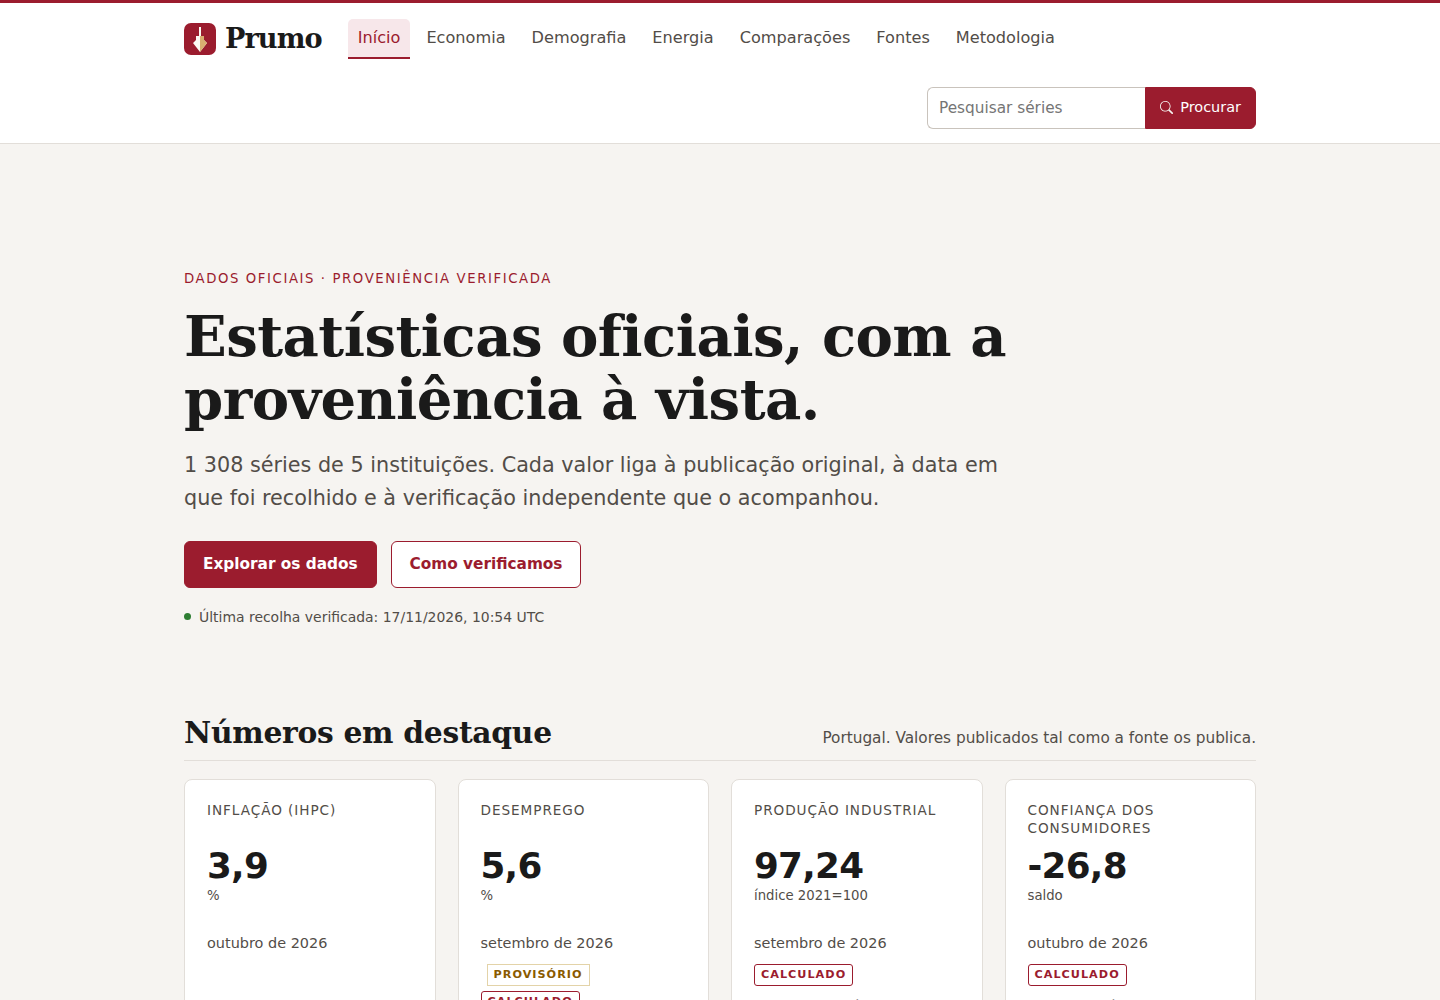 Prumo
Início
Economia
Demografia
Energia
Comparações
Fontes
Metodologia
Pesquisar séries
Procurar
DADOS OFICIAIS · PROVENIÊNCIA VERIFICADA
Estatísticas oficiais, com a
proveniência à vista.
1 308 séries de 5 instituições. Cada valor liga à publicação original, à data em
que foi recolhido e à verificação independente que o acompanhou.
Explorar os dados
Como verificamos
Última recolha verificada: 17/11/2026, 10:54 UTC
Números em destaque
Portugal. Valores publicados tal como a fonte os publica.
INFLAÇÃO (IHPC)
3,9
%
outubro de 2026
DESEMPREGO
5,6
%
setembro de 2026
PROVISÓRIO
CALCULADO
PRODUÇÃO INDUSTRIAL
97,24
índice 2021=100
setembro de 2026
CALCULADO
CONFIANÇA DOS
CONSUMIDORES
-26,8
saldo
outubro de 2026
CALCULADO